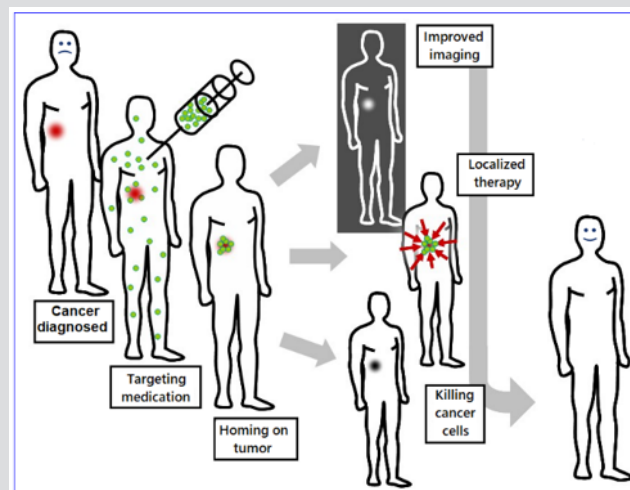 Improved
imaging
Localized
therapy
Cancer
diagnosed
Targeting
medication
Homing on
tumor
Killing
cancer
cells